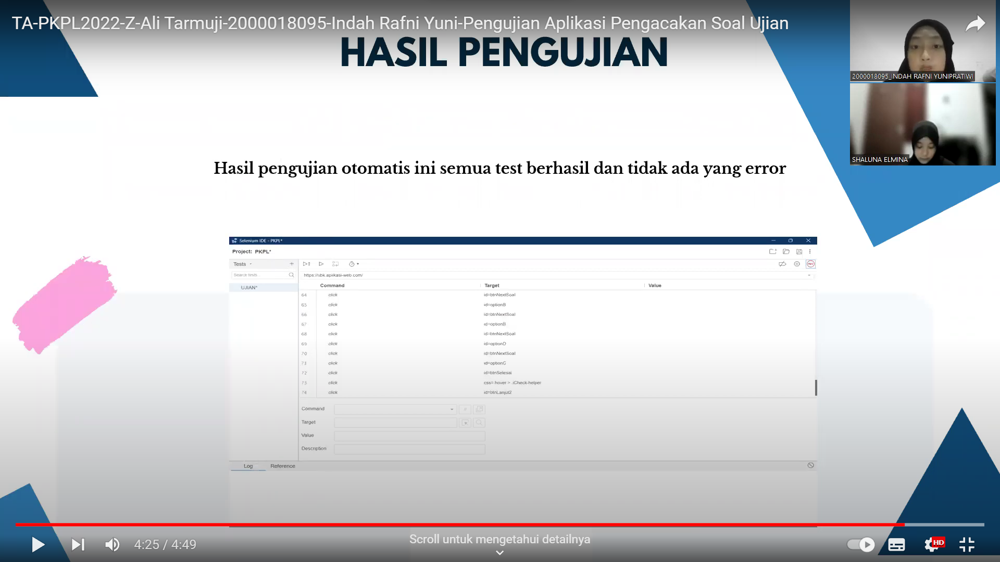 TA-PKPL2022-Z-Ali Tarmuji-2000018095-Indah Rafni Yuni-Pengujian Aplikasi Pengacakan Soal Ujian
HASIL PENGUJIAN
2000018095_INDAH RAFNI YUNIPRATIWI
SHALUNA ELMINA
Hasil pengujian otomatis ini semua test berhasil dan tidak ada yang error
Selenium IDE - PKPL*
Project: PKPL*
Tests
Search tests...
UJIAN*
REC
Command Target Value
64 click id=btnNextSoal
65 click id=optionB
66 click id=btnNextSoal
67 click id=optionB
68 click id=btnNextSoal
69 click id=optionD
70 click id=btnNextSoal
71 click id=optionC
72 click id=btnSelesai
73 click css=.hover > .iCheck-helper
74 click id=btnLanjut2
Command //
Target
Value
Description
Log Reference
4:25 / 4:49
Scroll untuk mengetahui detailnya
HD